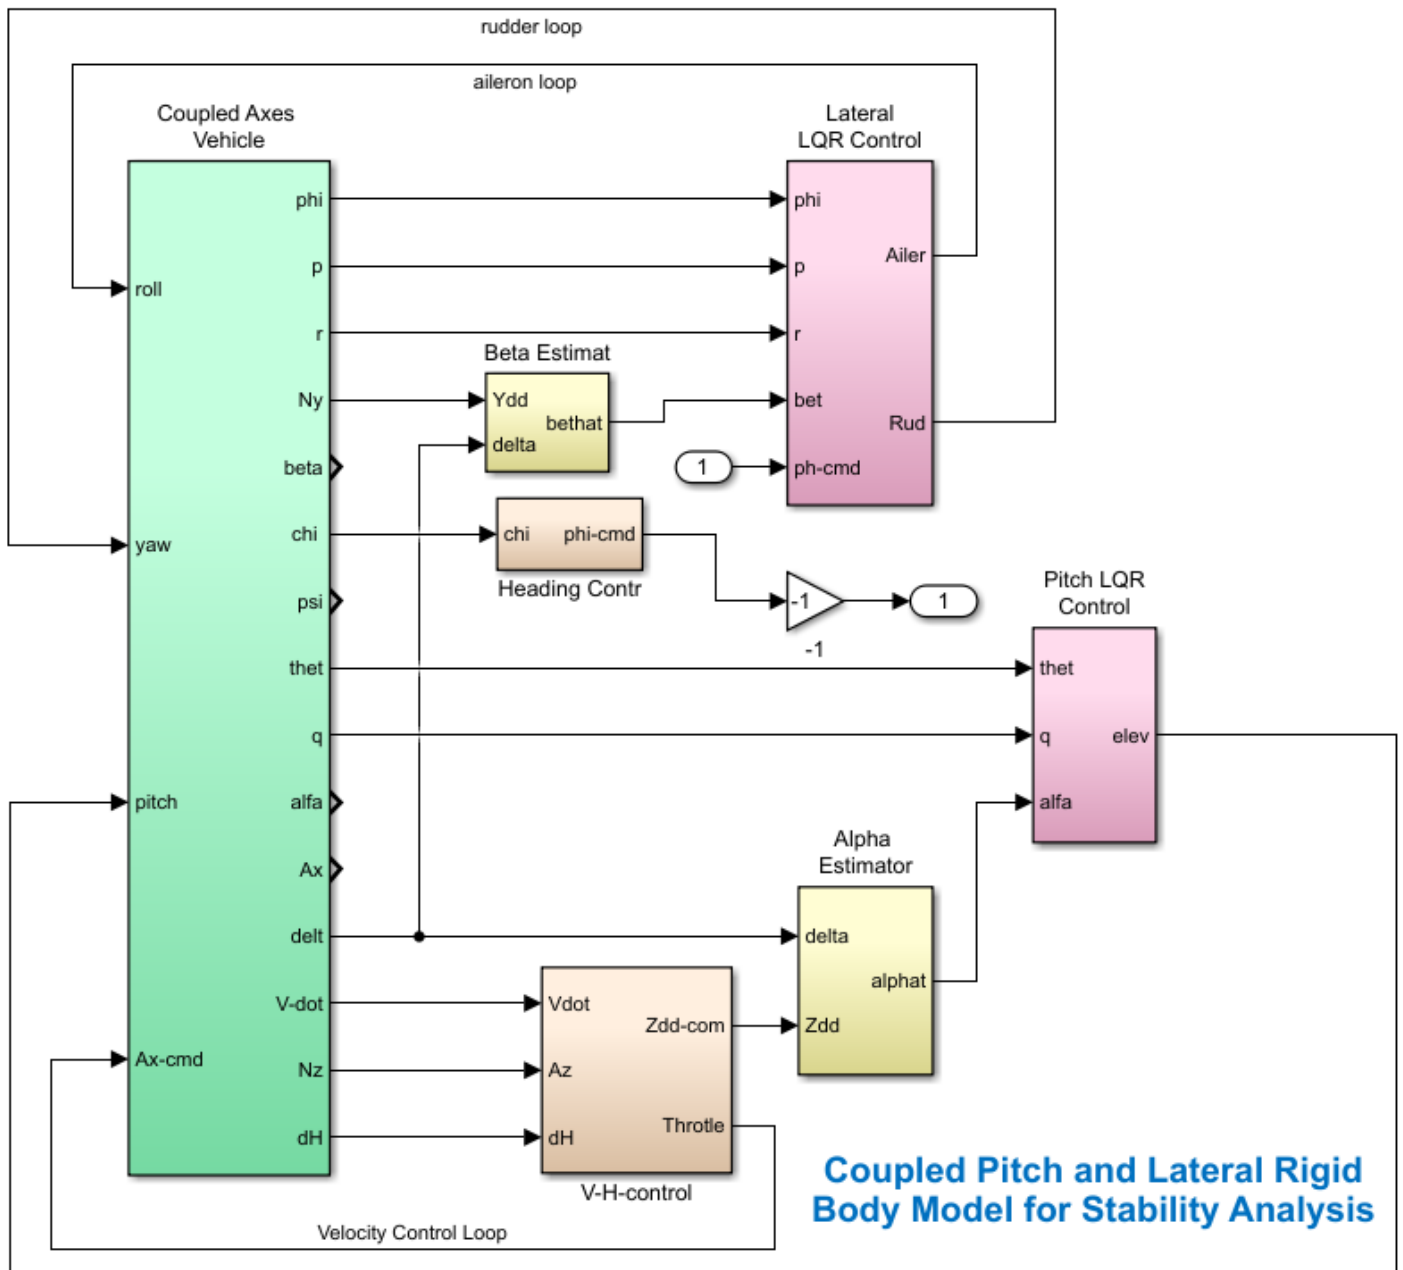 rudder loop
aileron loop
Coupled Axes
Vehicle
Lateral
LQR Control
phi
p
r
Ny
beta
chi
psi
thet
q
alfa
Ax
delt
V-dot
Nz
dH
roll
yaw
pitch
Ax-cmd
Beta Estimat
Ydd
delta
bethat
phi
p
r
bet
ph-cmd
Ailer
Rud
1
chi
phi-cmd
Heading Contr
-1
-1
1
Pitch LQR
Control
thet
q
alfa
elev
Alpha
Estimator
delta
Zdd
alphat
Vdot
Az
dH
Zdd-com
Throtle
V-H-control
Velocity Control Loop
Coupled Pitch and Lateral Rigid
Body Model for Stability Analysis